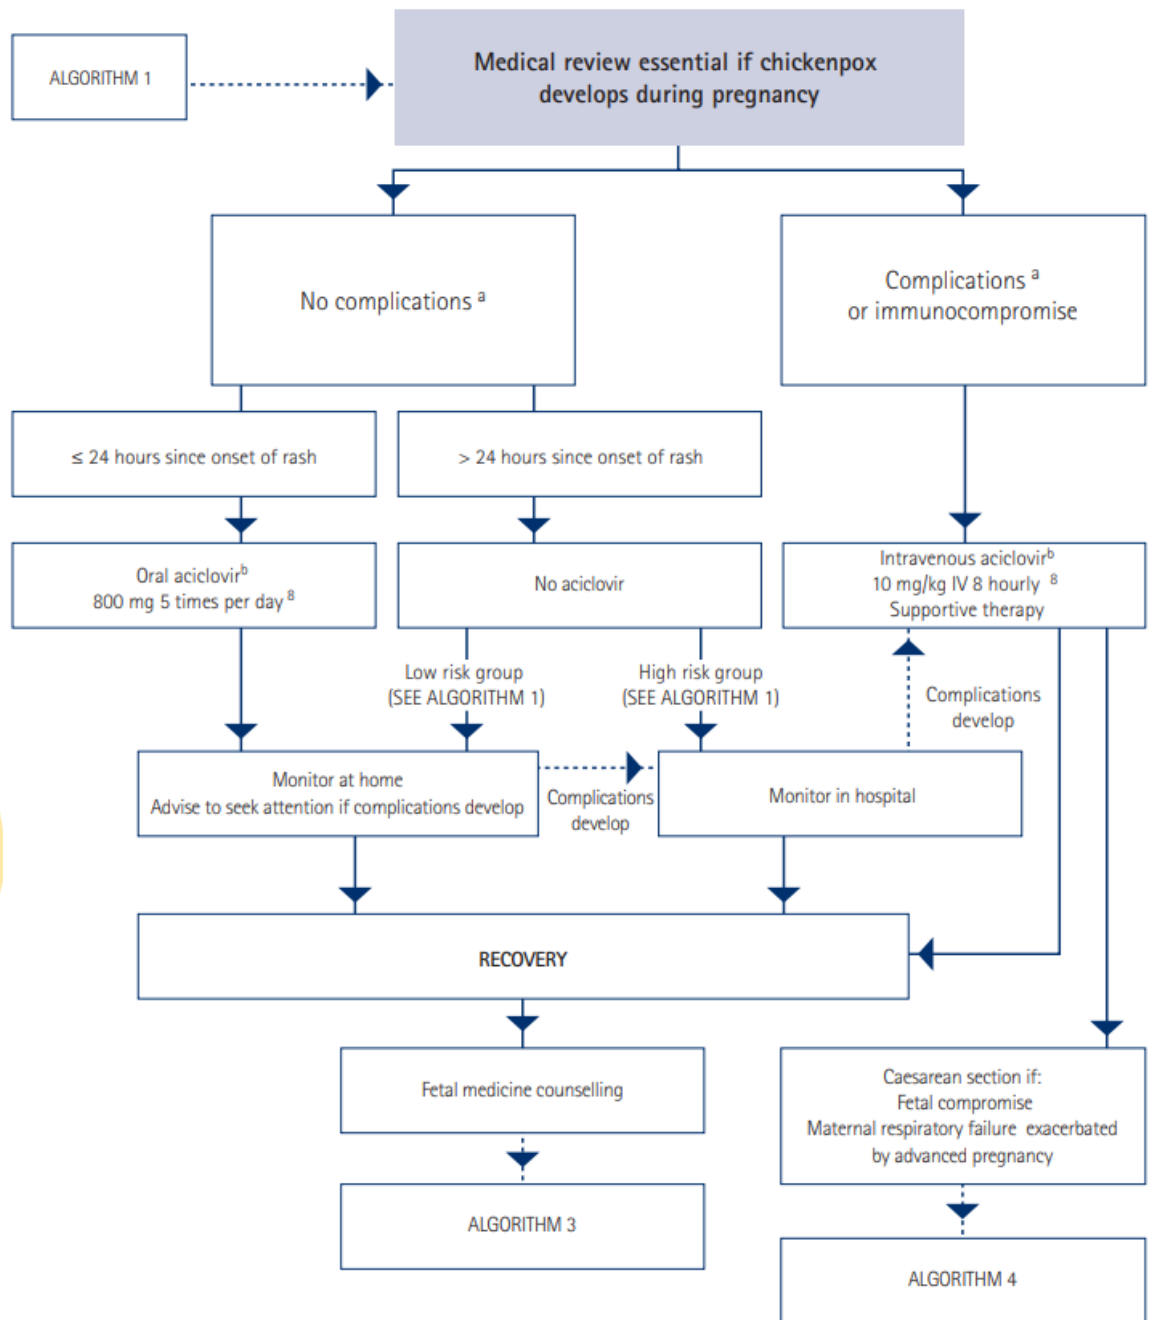 ALGORITHM 1
Medical review essential if chickenpox
develops during pregnancy
No complications a
Complications a
or immunocompromise
≤ 24 hours since onset of rash
> 24 hours since onset of rash
Oral aciclovirb
800 mg 5 times per day 8
No aciclovir
Intravenous aciclovirb
10 mg/kg IV 8 hourly 8
Supportive therapy
Low risk group
(SEE ALGORITHM 1)
High risk group
(SEE ALGORITHM 1)
Complications
develop
Monitor at home
Advise to seek attention if complications develop
Complications
develop
Monitor in hospital
RECOVERY
Fetal medicine counselling
Caesarean section if:
Fetal compromise
Maternal respiratory failure exacerbated
by advanced pregnancy
ALGORITHM 3
ALGORITHM 4